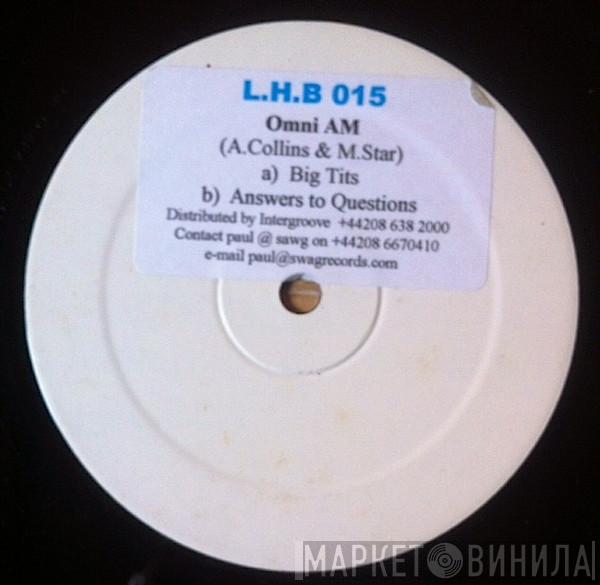 L.H.B 015
Omni AM
(A.Collins & M.Star)
a) Big Tits
b) Answers to Questions
Distributed by Intergroove +44208 638 2000
Contact paul @ sawg on +44208 6670410
e-mail paul@swagrecords.com
МАРКЕТ ВИНИЛА